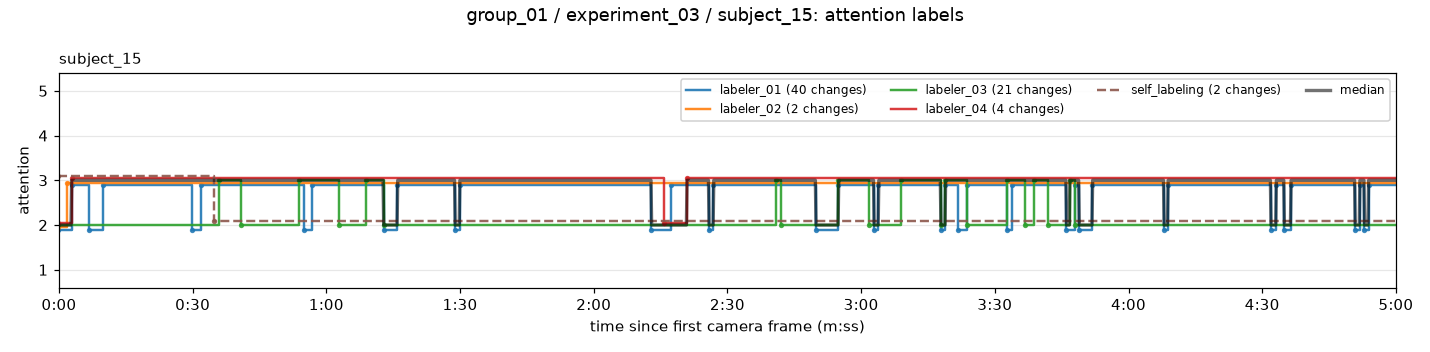 group_01 / experiment_03 / subject_15: attention labels
subject_15
labeler_01 (40 changes)
labeler_02 (2 changes)
labeler_03 (21 changes)
labeler_04 (4 changes)
self_labeling (2 changes)
median
attention
5
4
3
2
1
0:00 0:30 1:00 1:30 2:00 2:30 3:00 3:30 4:00 4:30 5:00
time since first camera frame (m:ss)